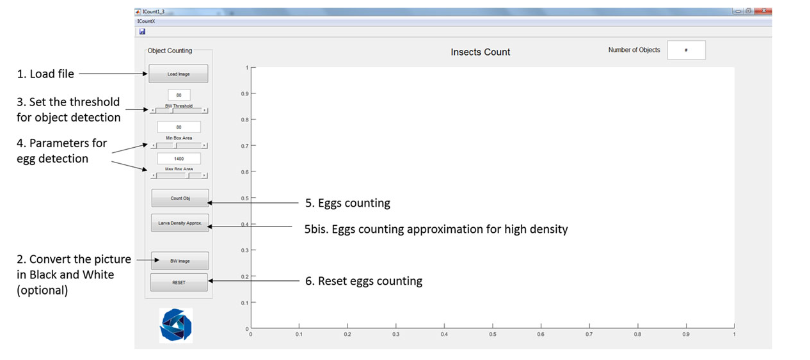 ICount1_3
ICountX
Object Counting
Insects Count
Number of Objects
#
1. Load file
Load Image
3. Set the threshold
for object detection
80
BW Threshold
4. Parameters for
egg detection
80
Min Box Area
1400
Max Box Area
Count Obj
5. Eggs counting
Larva Density Approx.
5bis. Eggs counting approximation for high density
2. Convert the picture
in Black and White
(optional)
BW Image
RESET
6. Reset eggs counting
1
0.9
0.8
0.7
0.6
0.5
0.4
0.3
0.2
0.1
0
0 0.1 0.2 0.3 0.4 0.5 0.6 0.7 0.8 0.9 1